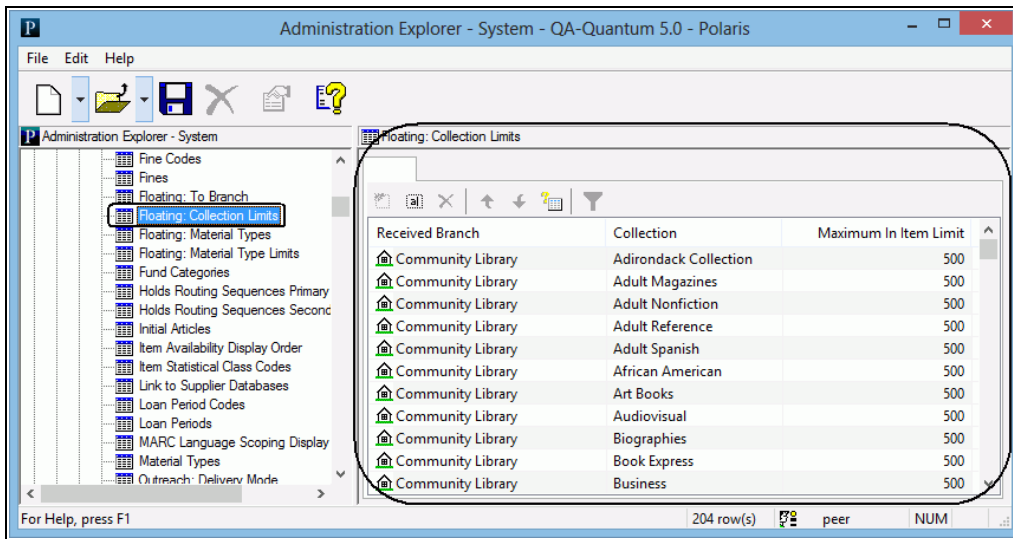 Administration Explorer - System - QA-Quantum 5.0 - Polaris
File Edit Help
Administration Explorer - System
Fine Codes
Fines
Floating: To Branch
Floating: Collection Limits
Floating: Material Types
Floating: Material Type Limits
Fund Categories
Holds Routing Sequences Primary
Holds Routing Sequences Second
Initial Articles
Item Availability Display Order
Item Statistical Class Codes
Link to Supplier Databases
Loan Period Codes
Loan Periods
MARC Language Scoping Display
Material Types
Outreach: Delivery Mode
Floating: Collection Limits
Received Branch Collection Maximum In Item Limit
Community Library Adirondack Collection 500
Community Library Adult Magazines 500
Community Library Adult Nonfiction 500
Community Library Adult Reference 500
Community Library Adult Spanish 500
Community Library African American 500
Community Library Art Books 500
Community Library Audiovisual 500
Community Library Biographies 500
Community Library Book Express 500
Community Library Business 500
For Help, press F1 204 row(s) peer NUM